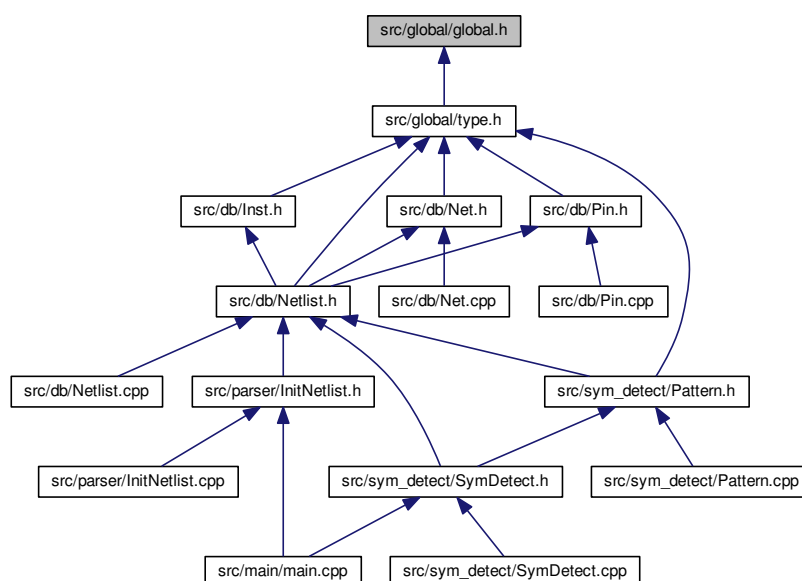 src/global/global.h
src/global/type.h
src/db/Inst.h
src/db/Net.h
src/db/Pin.h
src/db/Netlist.h
src/db/Net.cpp
src/db/Pin.cpp
src/db/Netlist.cpp
src/parser/InitNetlist.h
src/sym_detect/Pattern.h
src/parser/InitNetlist.cpp
src/sym_detect/SymDetect.h
src/sym_detect/Pattern.cpp
src/main/main.cpp
src/sym_detect/SymDetect.cpp